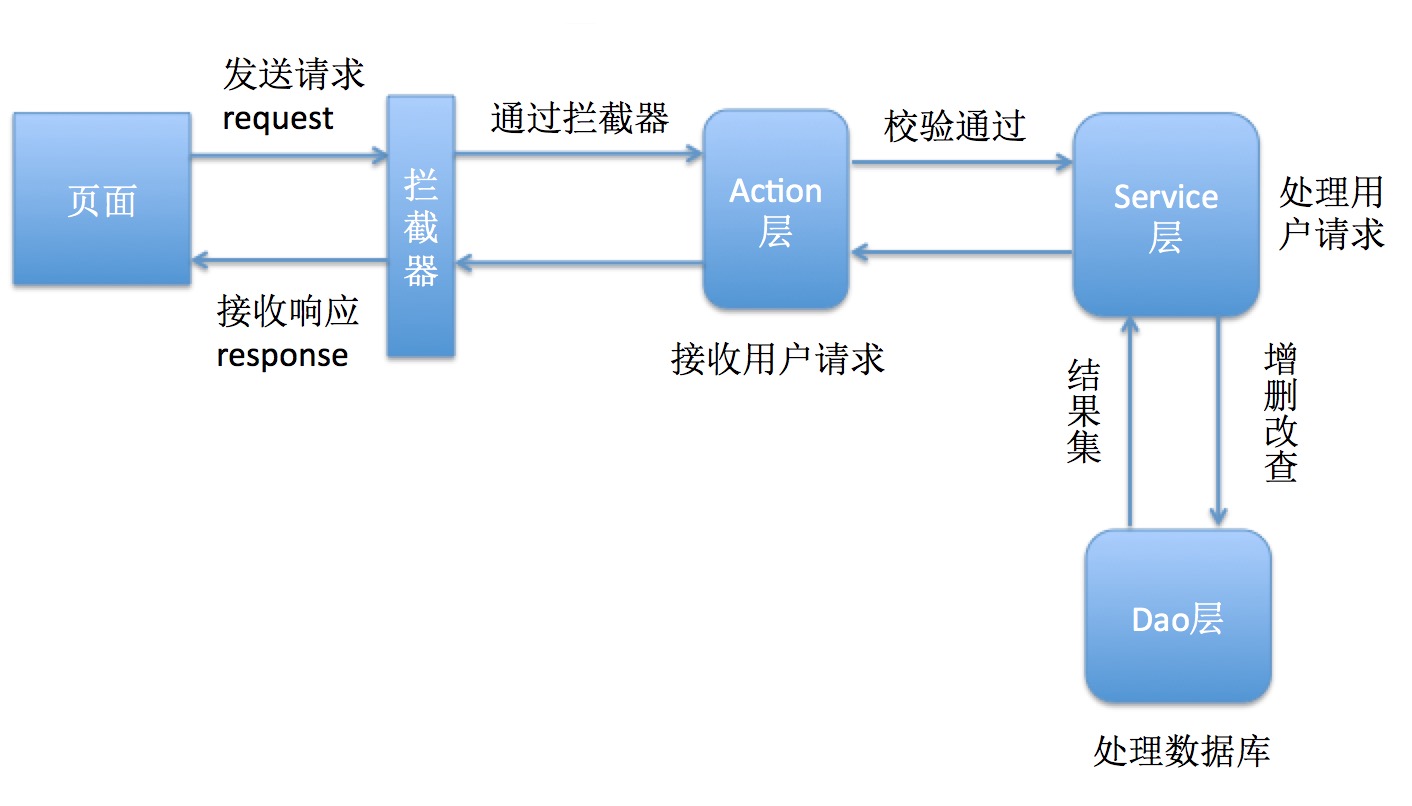 发送请求
request
页面
接收响应
response
拦
截
器
通过拦截器
Action
层
接收用户请求
校验通过
Service
层
处理用
户请求
结
果
集
增
删
改
查
Dao层
处理数据库